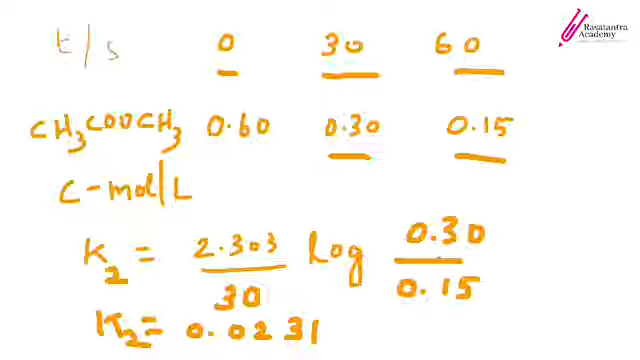 Rasatantra
Academy
t/s 0 30 60
CH₃COOCH₃ 0.60 0.30 0.15
C-mol/L
K₂ = 2.303/30 log 0.30/0.15
K₂ = 0.0231